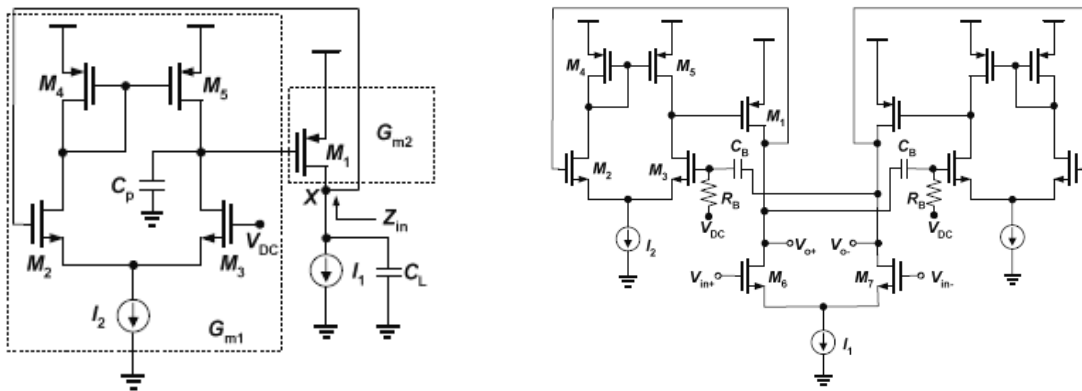 M4
M5
Gm2
M1
Cp
X
Zin
VDC
M2
M3
I1
CL
I2
Gm1
M4
M5
M1
CB
CB
M2
M3
RB
RB
VDC
VDC
I2
Vo+
Vo-
Vin+
M6
M7
Vin-
I1